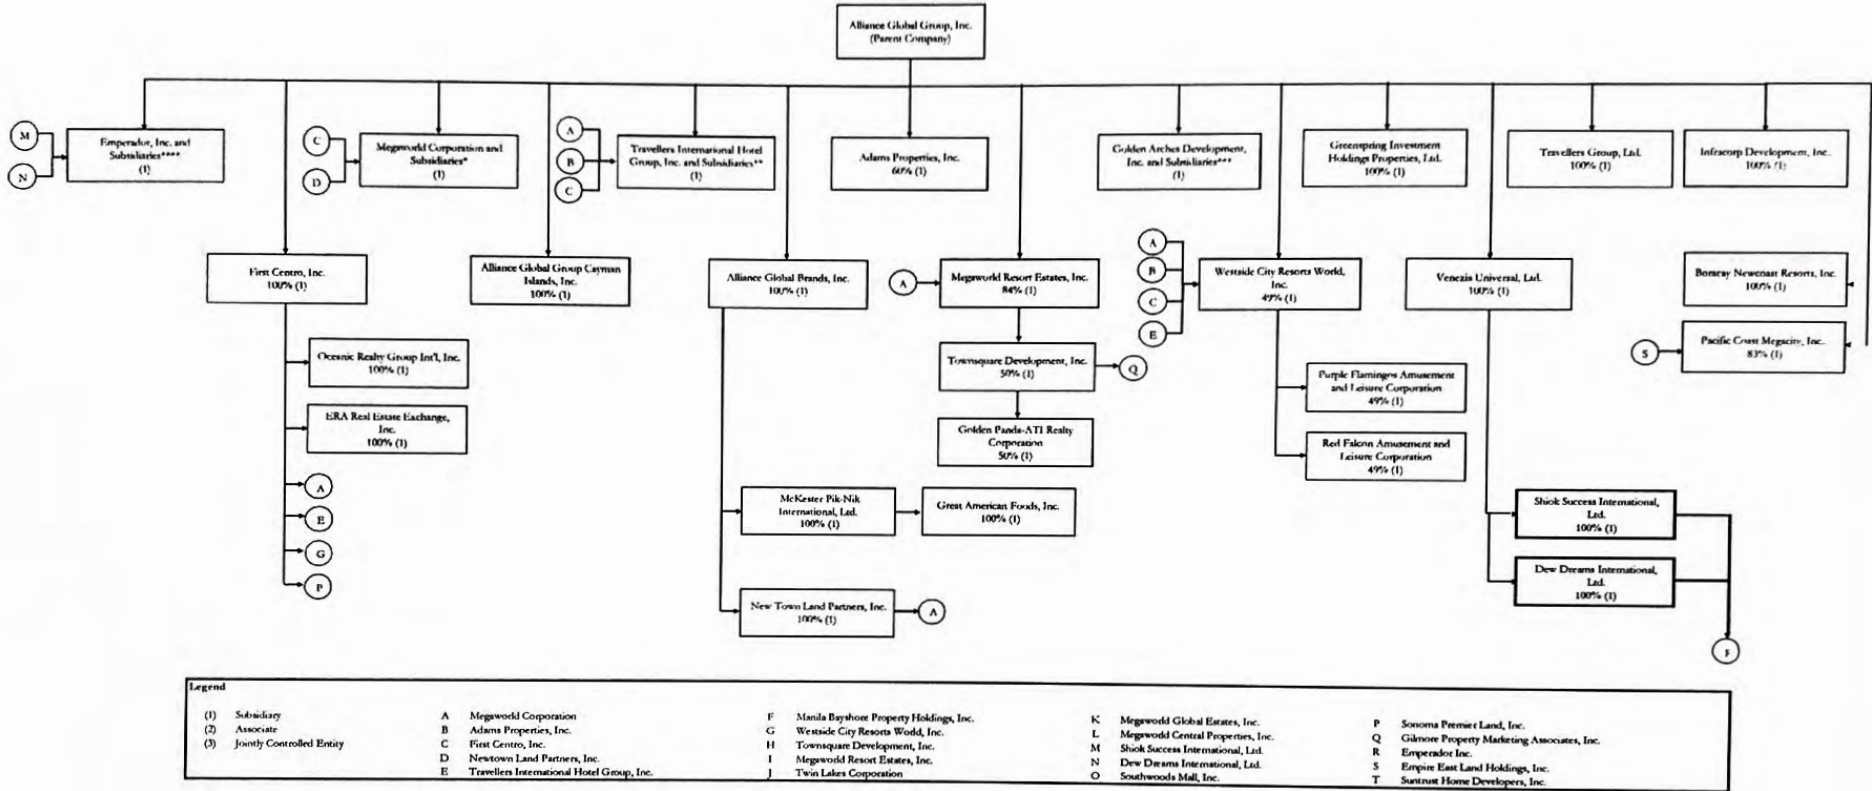 Alliance Global Group, Inc.
(Parent Company)
M
N
Emperador, Inc. and
Subsidiaries****
(1)
C
D
Megaworld Corporation and
Subsidiaries*
(1)
A
B
C
Travellers International Hotel
Group, Inc. and Subsidiaries**
(1)
Adams Properties, Inc.
60% (1)
Golden Arches Development,
Inc. and Subsidiaries***
(1)
Greenspring Investment
Holdings Properties, Ltd.
100% (1)
Travellers Group, Ltd.
100% (1)
Infracorp Development, Inc.
100% (1)
First Centro, Inc.
100% (1)
Alliance Global Group Cayman
Islands, Inc.
100% (1)
Alliance Global Brands, Inc.
100% (1)
A
Megaworld Resort Estates, Inc.
84% (1)
A
B
C
E
Westside City Resorts World,
Inc.
49% (1)
Venezia Universal, Ltd.
100% (1)
Boracay Newcoast Resorts, Inc.
100% (1)
S
Pacific Coast Megacity, Inc.
83% (1)
Oceanic Realty Group Int'l, Inc.
100% (1)
ERA Real Estate Exchange,
Inc.
100% (1)
A
E
G
P
Townsquare Development, Inc.
50% (1)
Q
Golden Panda-ATI Realty
Corporation
50% (1)
McKester Pik-Nik
International, Ltd.
100% (1)
Great American Foods, Inc.
100% (1)
New Town Land Partners, Inc.
100% (1)
A
Purple Flamingos Amusement
and Leisure Corporation
49% (1)
Red Falcon Amusement and
Leisure Corporation
49% (1)
Shiok Success International,
Ltd.
100% (1)
Dew Dreams International,
Ltd.
100% (1)
F
Legend
(1) Subsidiary
(2) Associate
(3) Jointly Controlled Entity
A Megaworld Corporation
B Adams Properties, Inc.
C First Centro, Inc.
D Newtown Land Partners, Inc.
E Travellers International Hotel Group, Inc.
F Manila Bayshore Property Holdings, Inc.
G Westside City Resorts World, Inc.
H Townsquare Development, Inc.
I Megaworld Resort Estates, Inc.
J Twin Lakes Corporation
K Megaworld Global Estates, Inc.
L Megaworld Central Properties, Inc.
M Shiok Success International, Ltd.
N Dew Dreams International, Ltd.
O Southwoods Mall, Inc.
P Sonoma Premier Land, Inc.
Q Gilmore Property Marketing Associates, Inc.
R Emperador Inc.
S Empire East Land Holdings, Inc.
T Suntrust Home Developers, Inc.